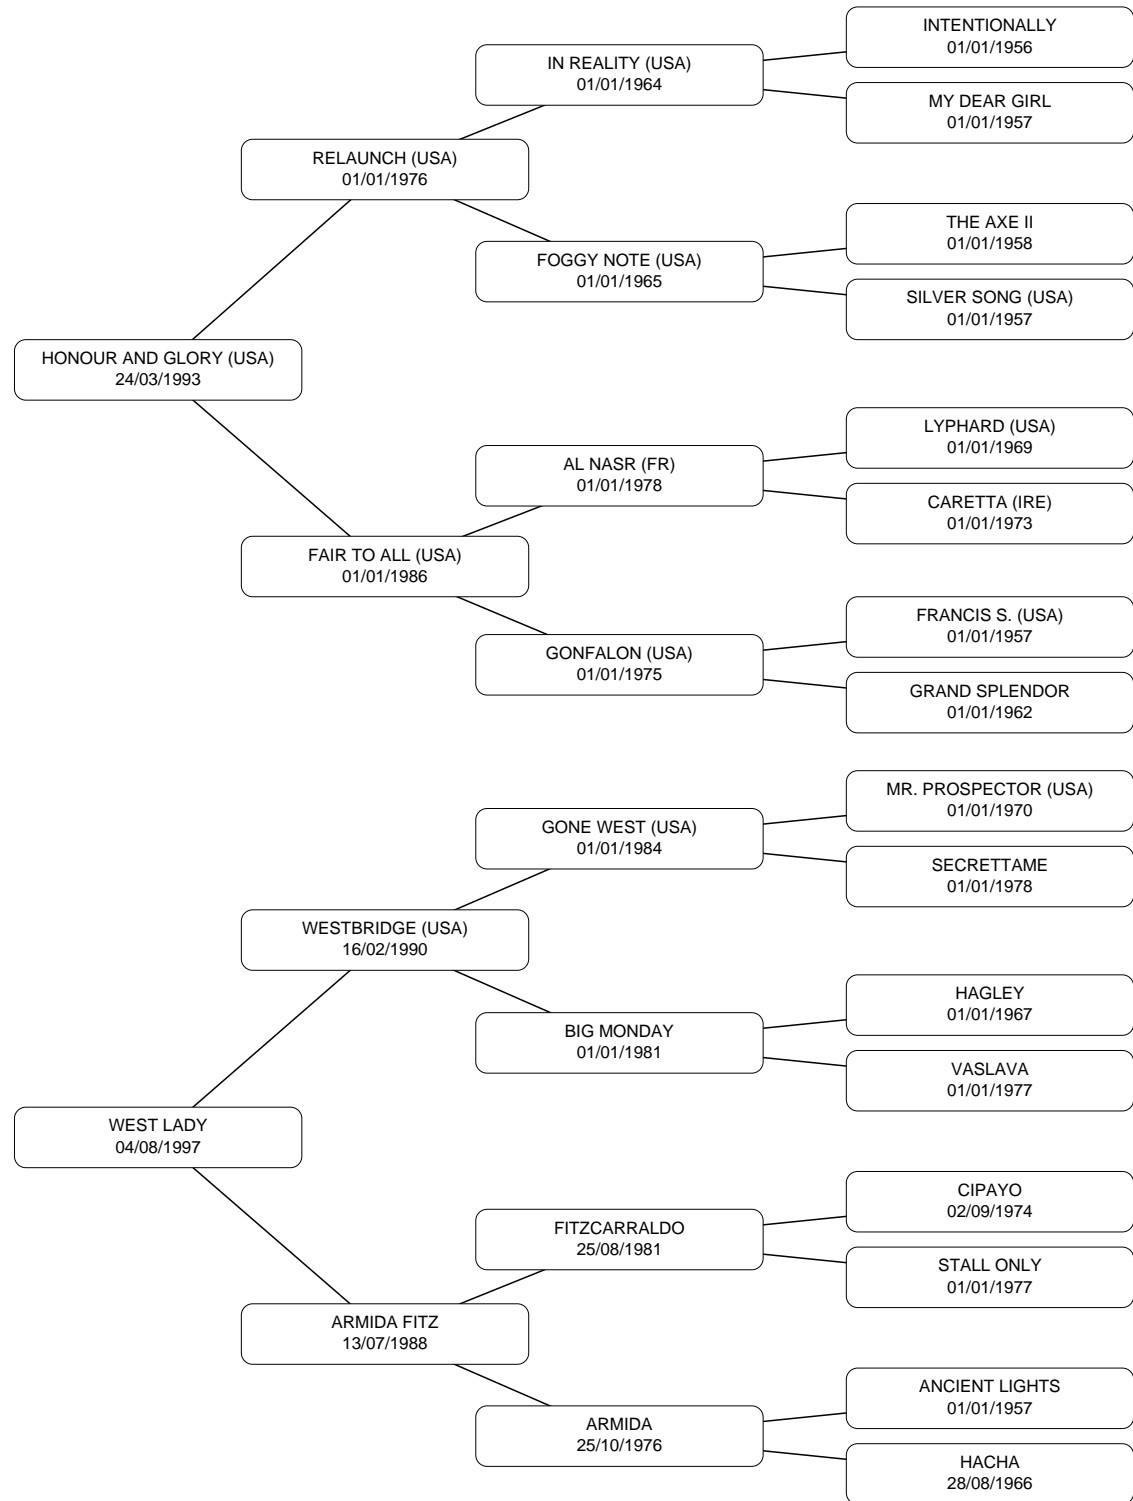 INTENTIONALLY
01/01/1956
IN REALITY (USA)
01/01/1964
MY DEAR GIRL
01/01/1957
RELAUNCH (USA)
01/01/1976
THE AXE II
01/01/1958
FOGGY NOTE (USA)
01/01/1965
SILVER SONG (USA)
01/01/1957
HONOUR AND GLORY (USA)
24/03/1993
LYPHARD (USA)
01/01/1969
AL NASR (FR)
01/01/1978
CARETTA (IRE)
01/01/1973
FAIR TO ALL (USA)
01/01/1986
FRANCIS S. (USA)
01/01/1957
GONFALON (USA)
01/01/1975
GRAND SPLENDOR
01/01/1962
MR. PROSPECTOR (USA)
01/01/1970
GONE WEST (USA)
01/01/1984
SECRETTAME
01/01/1978
WESTBRIDGE (USA)
16/02/1990
HAGLEY
01/01/1967
BIG MONDAY
01/01/1981
VASLAVA
01/01/1977
WEST LADY
04/08/1997
CIPAYO
02/09/1974
FITZCARRALDO
25/08/1981
STALL ONLY
01/01/1977
ARMIDA FITZ
13/07/1988
ANCIENT LIGHTS
01/01/1957
ARMIDA
25/10/1976
HACHA
28/08/1966